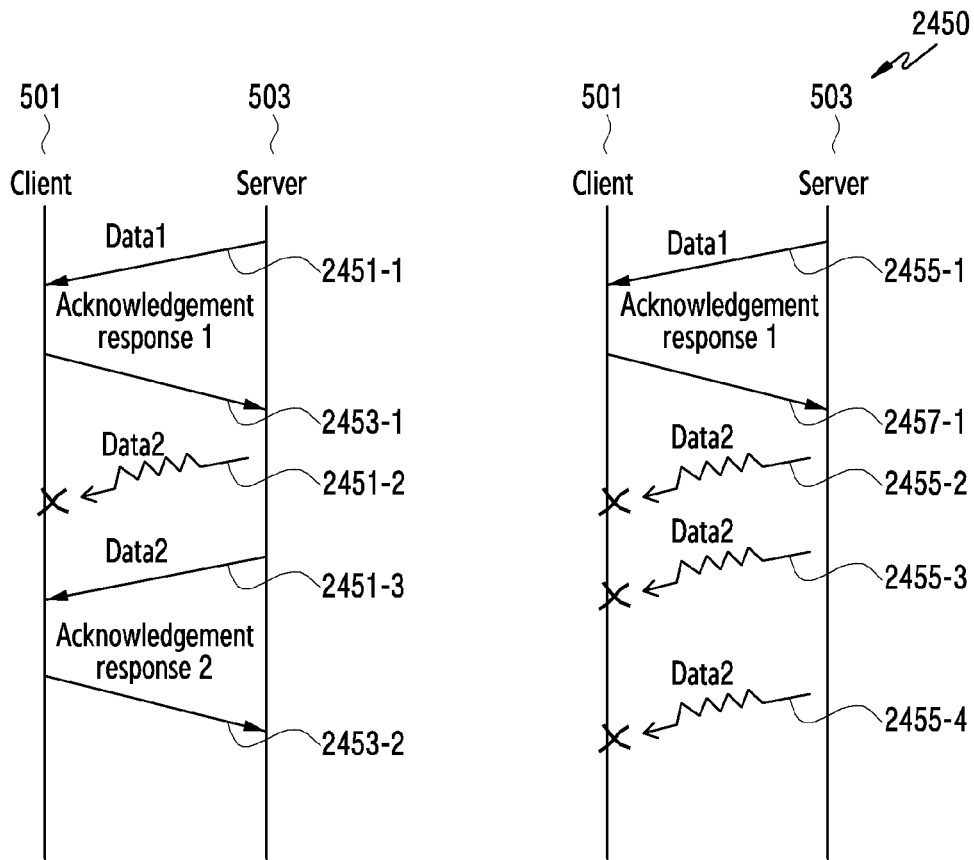 2450
501
503
Client
Server
Data1
2451-1
Acknowledgement
response 1
2453-1
Data2
2451-2
Data2
2451-3
Acknowledgement
response 2
2453-2
501
503
Client
Server
Data1
2455-1
Acknowledgement
response 1
2457-1
Data2
2455-2
Data2
2455-3
Data2
2455-4